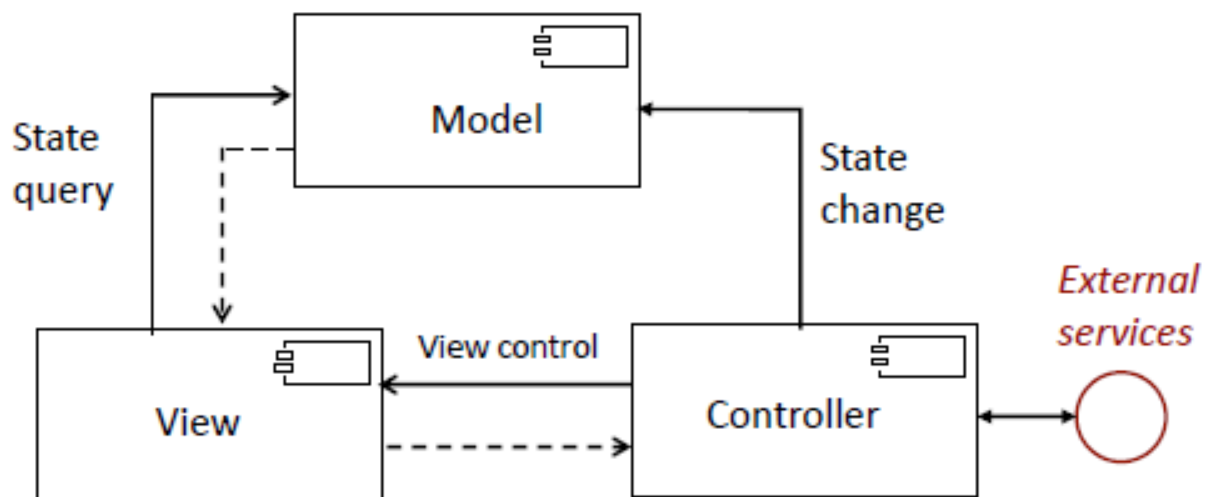 Model
State
query
State
change
External
services
View control
View
Controller